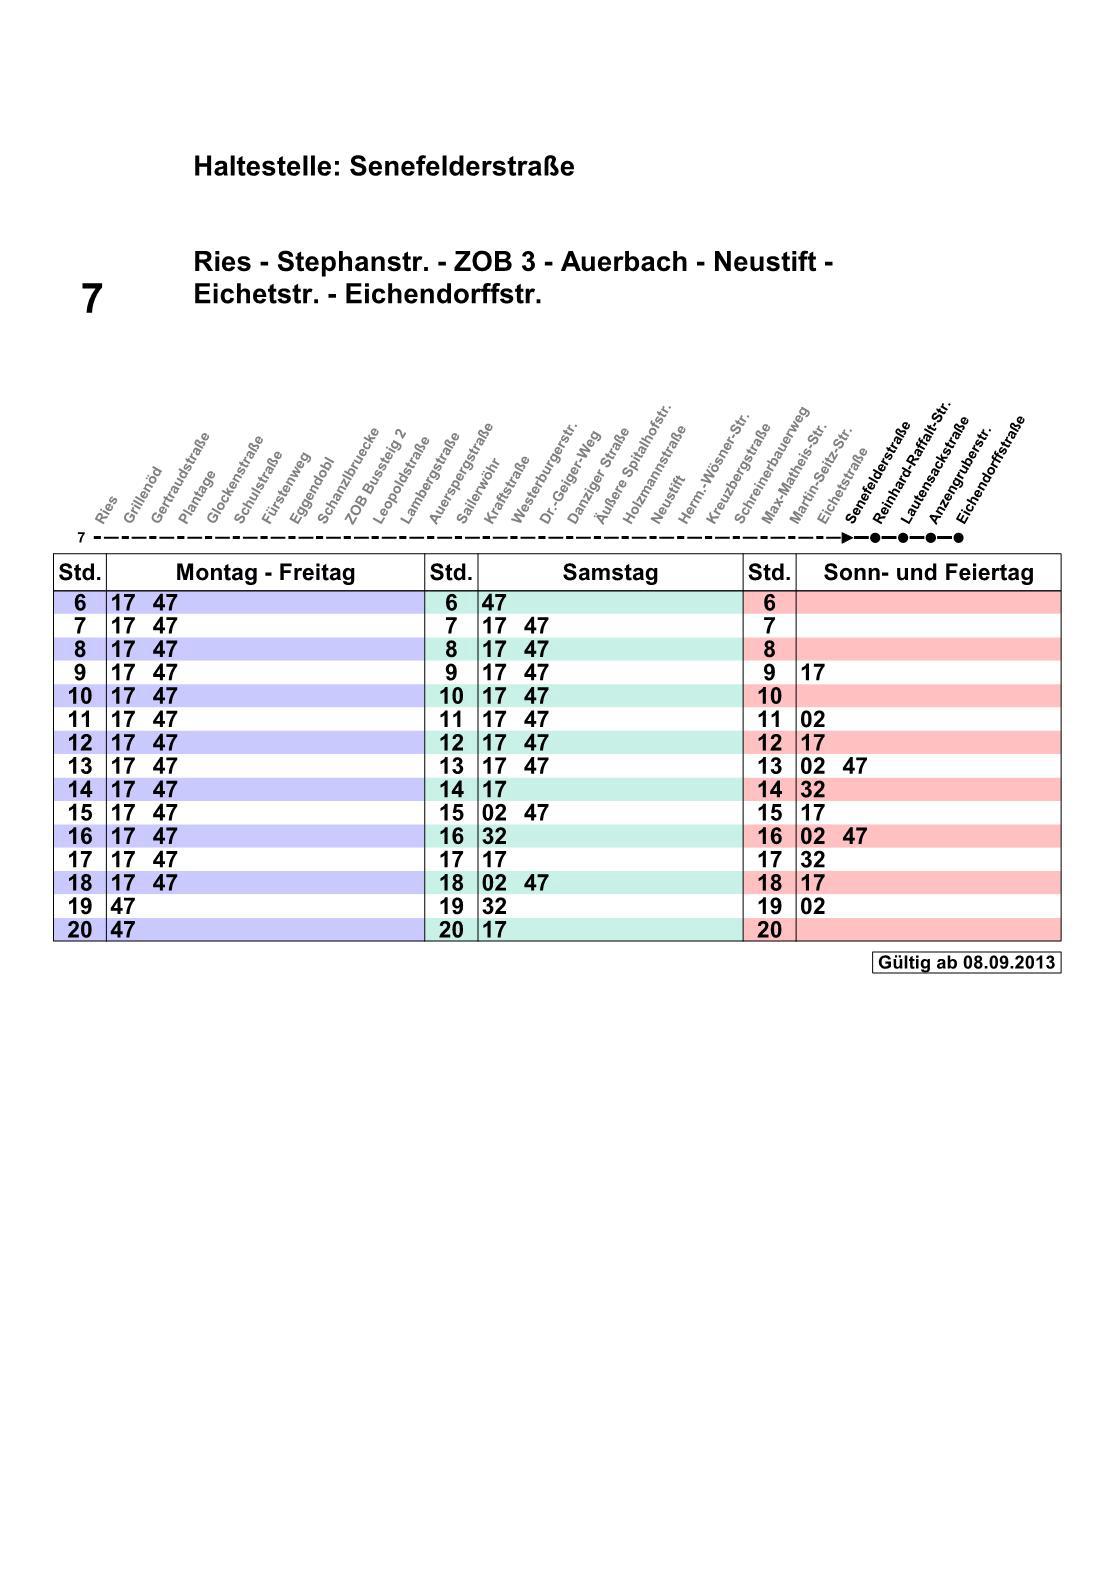 Haltestelle: Senefelderstraße
Ries - Stephanstr. - ZOB 3 - Auerbach - Neustift -
7 Eichetstr. - Eichendorffstr.
Ries
Grillenöd
Gertraudstraße
Plantage
Glockenstraße
Schulstraße
Fürstenweg
Eggendobl
Schanzlbruecke
ZOB Bussteig 2
Leopoldstraße
Lambergstraße
Auerspergstraße
Sailerwöhr
Kraftstraße
Westerburgerstr.
Dr.-Geiger-Weg
Danziger Straße
Äußere Spitalhofstr.
Holzmannstraße
Neustift
Herm.-Wösner-Str.
Kreuzbergstraße
Schreinerbauerweg
Max-Matheis-Str.
Martin-Seitz-Str.
Eichetstraße
Senefelderstraße
Reinhard-Raffalt-Str.
Lautensackstraße
Anzengruberstr.
Eichendorffstraße
7
Std. Montag - Freitag Std. Samstag Std. Sonn- und Feiertag
6 17 47 6 47 6
7 17 47 7 17 47 7
8 17 47 8 17 47 8
9 17 47 9 17 47 9 17
10 17 47 10 17 47 10
11 17 47 11 17 47 11 02
12 17 47 12 17 47 12 17
13 17 47 13 17 47 13 02 47
14 17 47 14 17 14 32
15 17 47 15 02 47 15 17
16 17 47 16 32 16 02 47
17 17 47 17 17 17 32
18 17 47 18 02 47 18 17
19 47 19 32 19 02
20 47 20 17 20
Gültig ab 08.09.2013